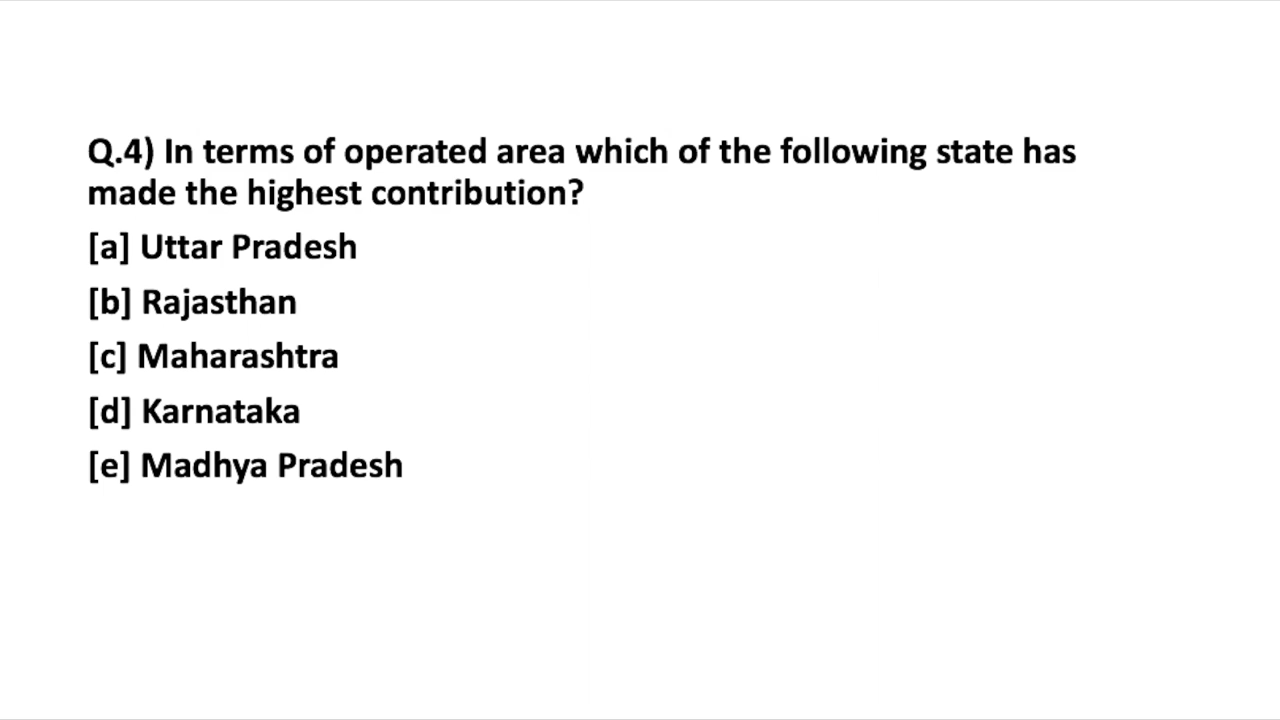 Q.4) In terms of operated area which of the following state has
made the highest contribution?
[a] Uttar Pradesh
[b] Rajasthan
[c] Maharashtra
[d] Karnataka
[e] Madhya Pradesh